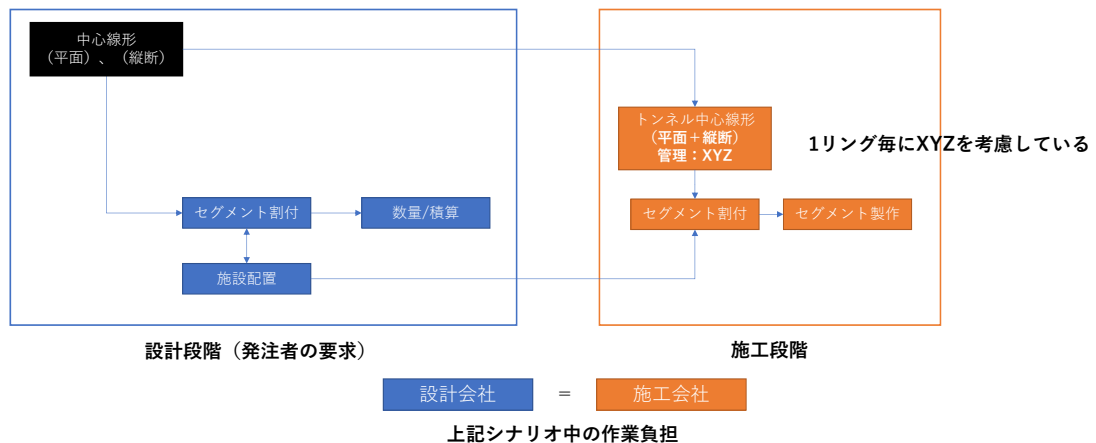 中心線形
（平面）、（縦断）
トンネル中心線形
（平面＋縦断）
管理：XYZ
1リング毎にXYZを考慮している
セグメント割付
数量/積算
セグメント割付
セグメント製作
施設配置
設計段階（発注者の要求）
施工段階
設計会社
=
施工会社
上記シナリオ中の作業負担